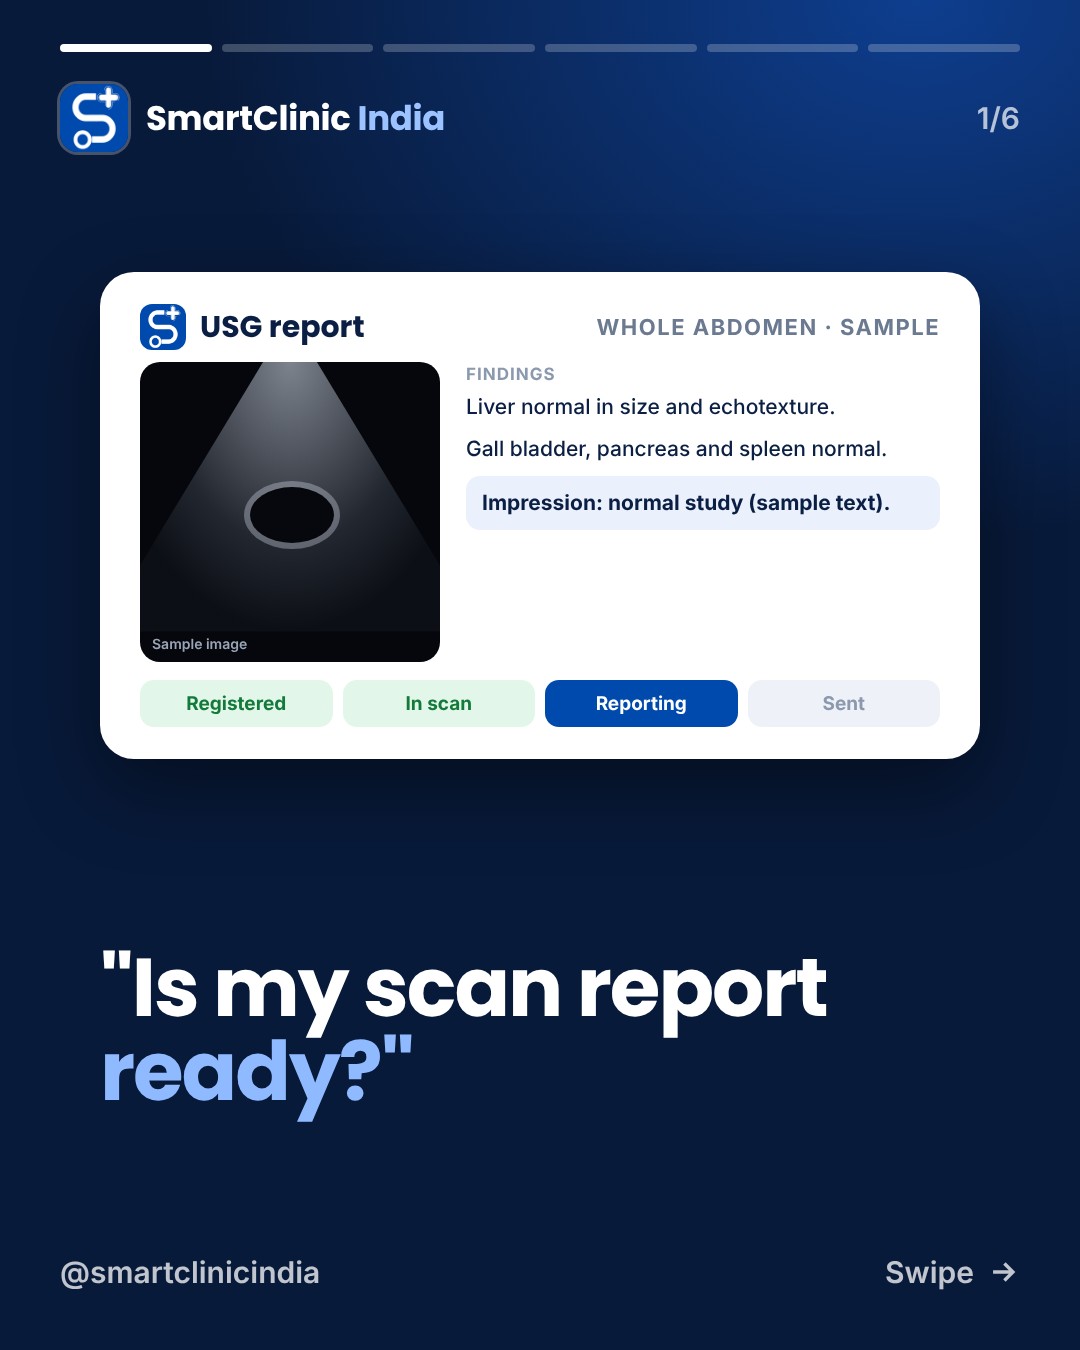 SmartClinic India
1/6
USG report
WHOLE ABDOMEN · SAMPLE
FINDINGS
Liver normal in size and echotexture.
Gall bladder, pancreas and spleen normal.
Impression: normal study (sample text).
Sample image
Registered
In scan
Reporting
Sent
"Is my scan report
ready?"
@smartclinicindia
Swipe →